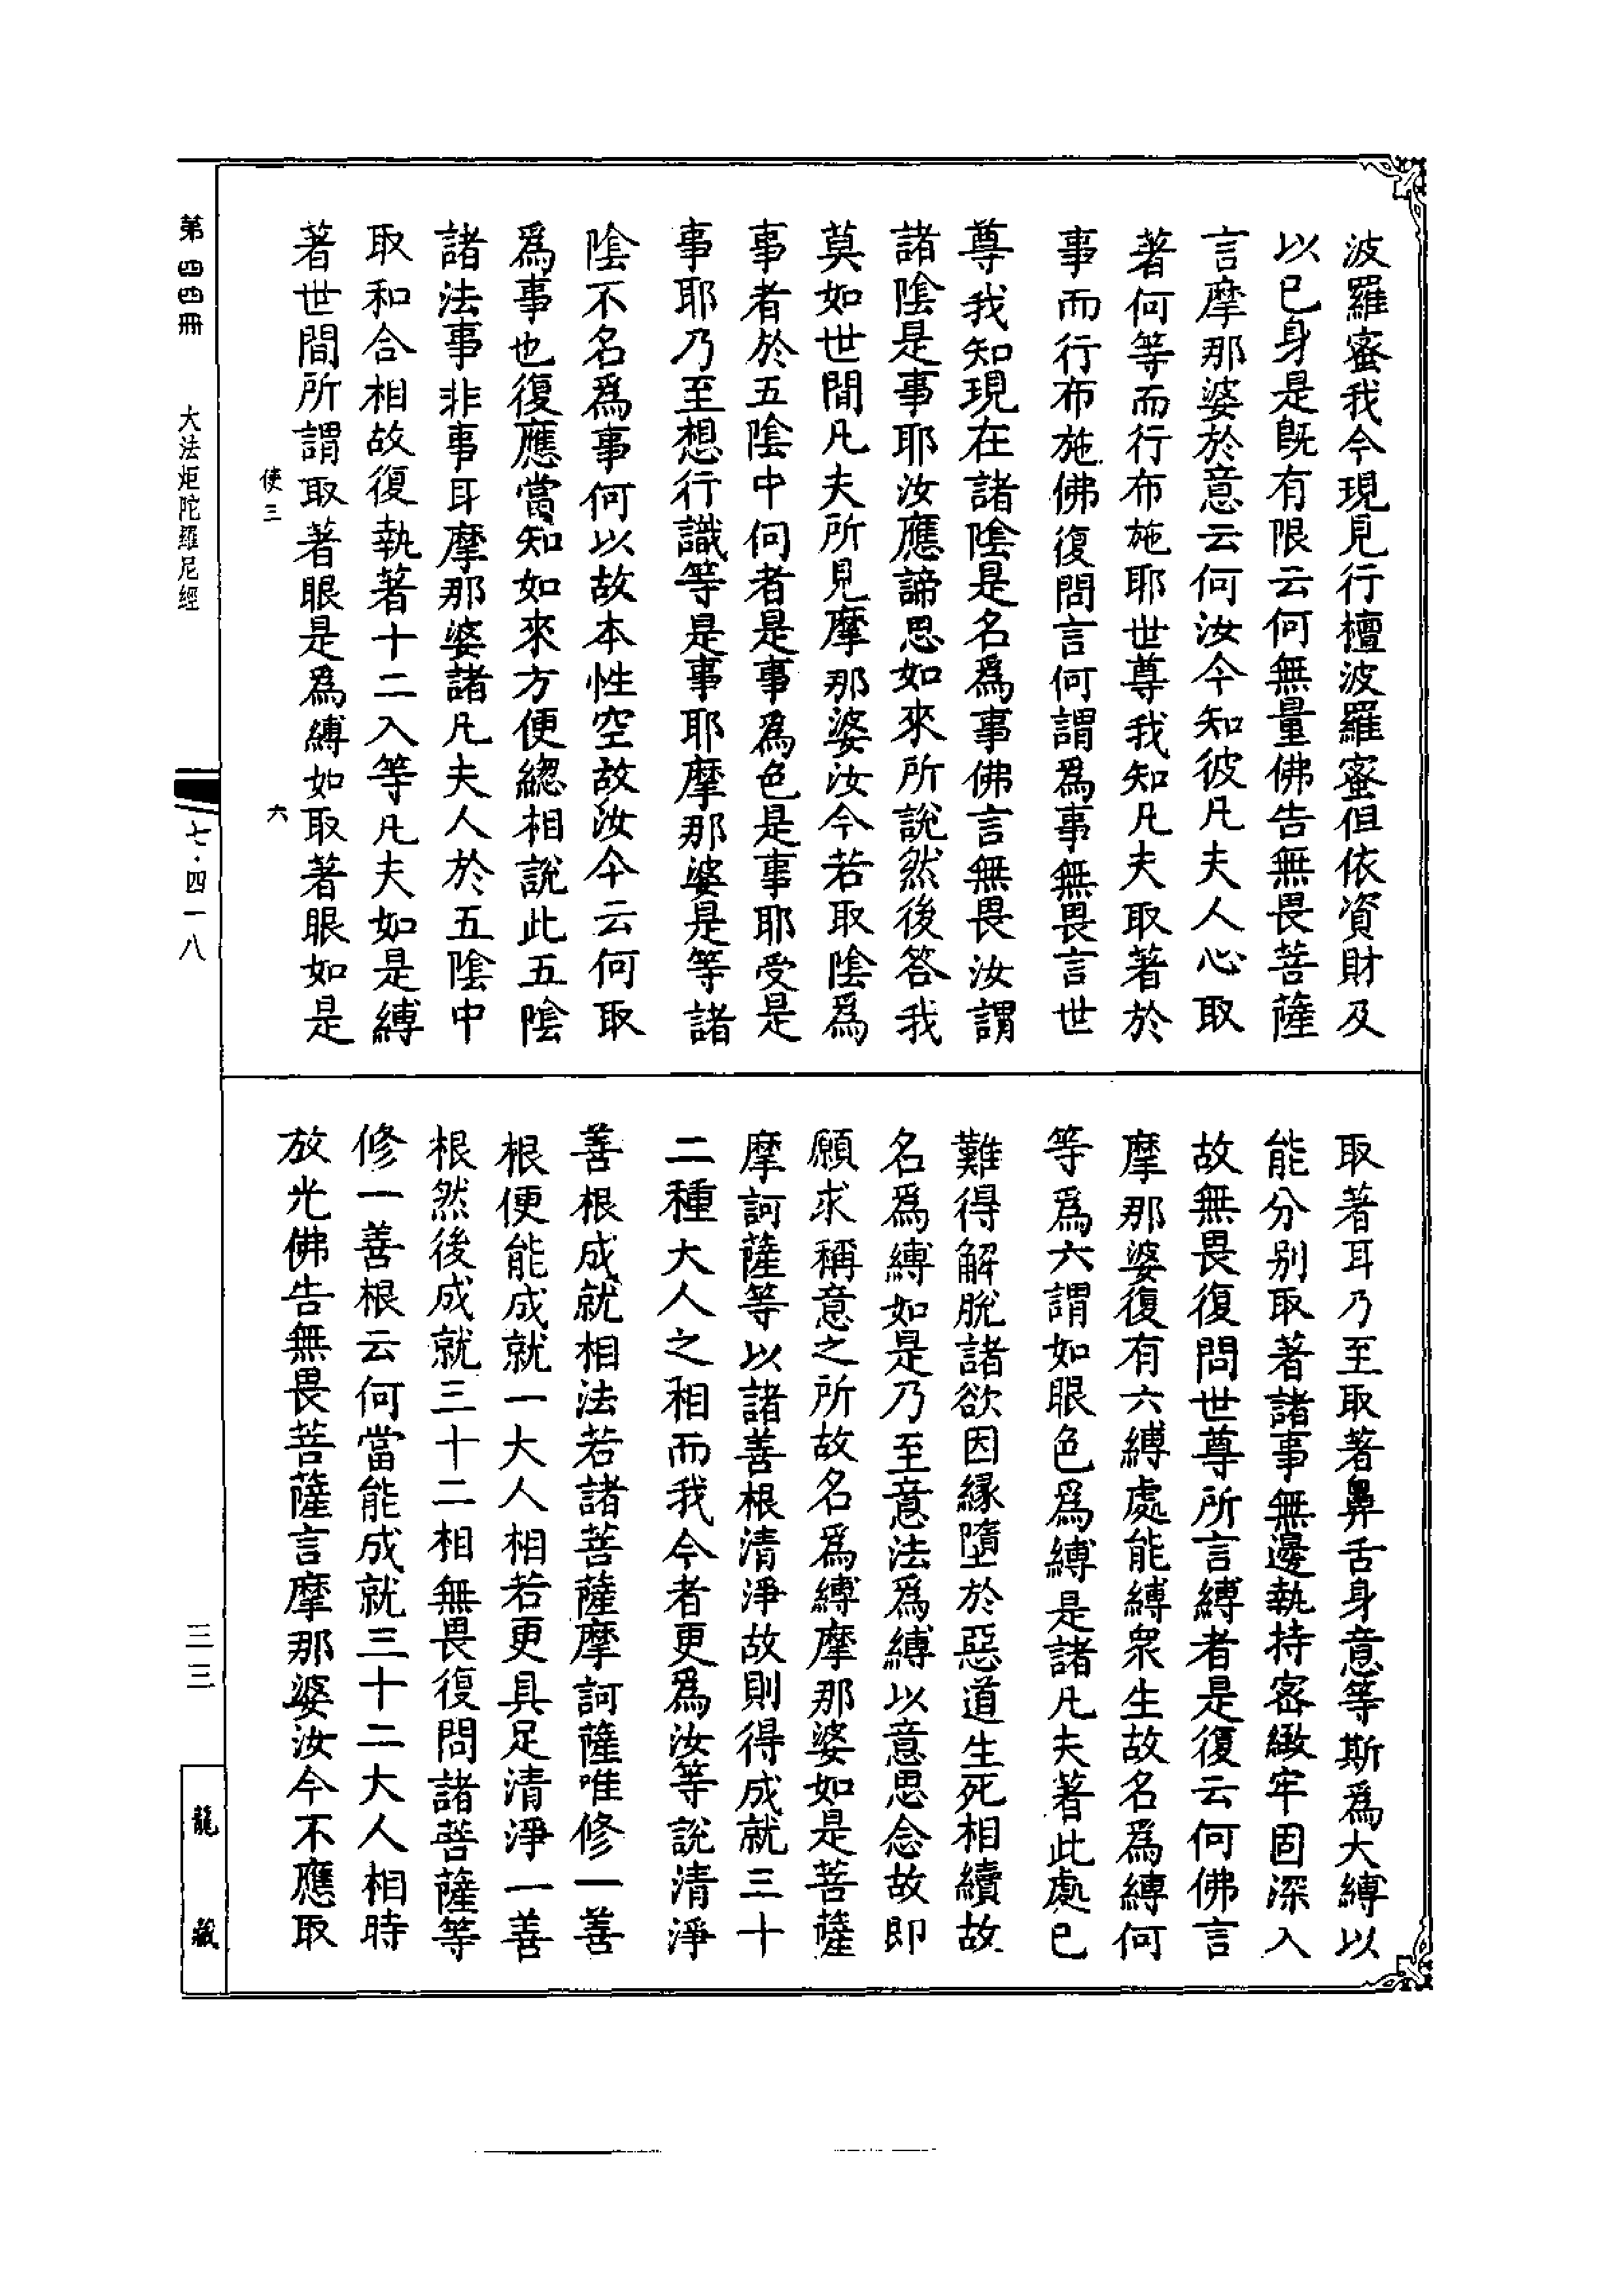 波羅蜜我今現見行檀波羅蜜但依資財及
以已身是旣有限云何無量佛告無畏菩薩
言摩那婆於意云何汝今知彼凡夫人心取
著何等而行布施耶世尊我知凡夫取著於
事而行布施佛復問言何謂爲事無畏言世
尊我知現在諸陰是名爲事佛言無畏汝謂
諸陰是事耶汝應諦思如來所說然後答我
莫如世間凡夫所見摩那婆汝今若取陰爲
事者於五陰中何者是事爲色是事耶受是
事耶乃至想行識等是事耶摩那婆是等諸
陰不名爲事何以故本性空故汝今云何取
爲事也復應當知如來方便總相說此五陰
諸法事非事耳摩那婆諸凡夫人於五陰中
取和合相故復執著十二入等凡夫如是縛
著世間所謂取著眼是爲縛如取著眼如是
使三 六
取著耳乃至取著鼻舌身意等斯爲大縛以
能分別取著諸事無邊執持密緻牢固深入
故無畏復問世尊所言縛者是復云何佛言
摩那婆復有六縛處能縛衆生故名爲縛何
等爲六謂如眼色爲縛是諸凡夫著此處已
難得解脫諸欲因緣墮於惡道生死相續故
名爲縛如是乃至意法爲縛以意思念故即
願求稱意之所故名爲縛摩那婆如是菩薩
摩訶薩等以諸善根清淨故則得成就三十
二種大人之相而我今者更爲汝等說清淨
善根成就相法若諸菩薩摩訶薩唯修一善
根便能成就一大人相若更具足清淨一善
根然後成就三十二相無畏復問諸菩薩等
修一善根云何當能成就三十二大人相時
放光佛告無畏菩薩言摩那婆汝今不應取
第四四冊 大法炬陀羅尼經 七·四一八 三三 龍藏